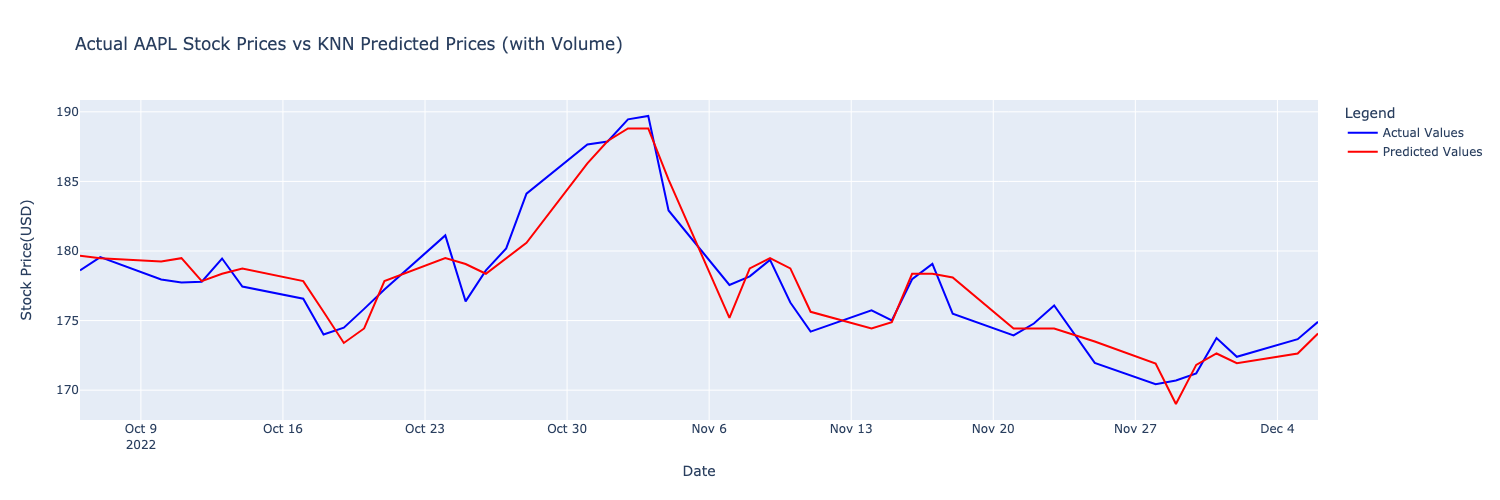 Actual AAPL Stock Prices vs KNN Predicted Prices (with Volume)
Legend
Actual Values
Predicted Values
Stock Price(USD)
190
185
180
175
170
Oct 9
2022
Oct 16
Oct 23
Oct 30
Nov 6
Nov 13
Nov 20
Nov 27
Dec 4
Date